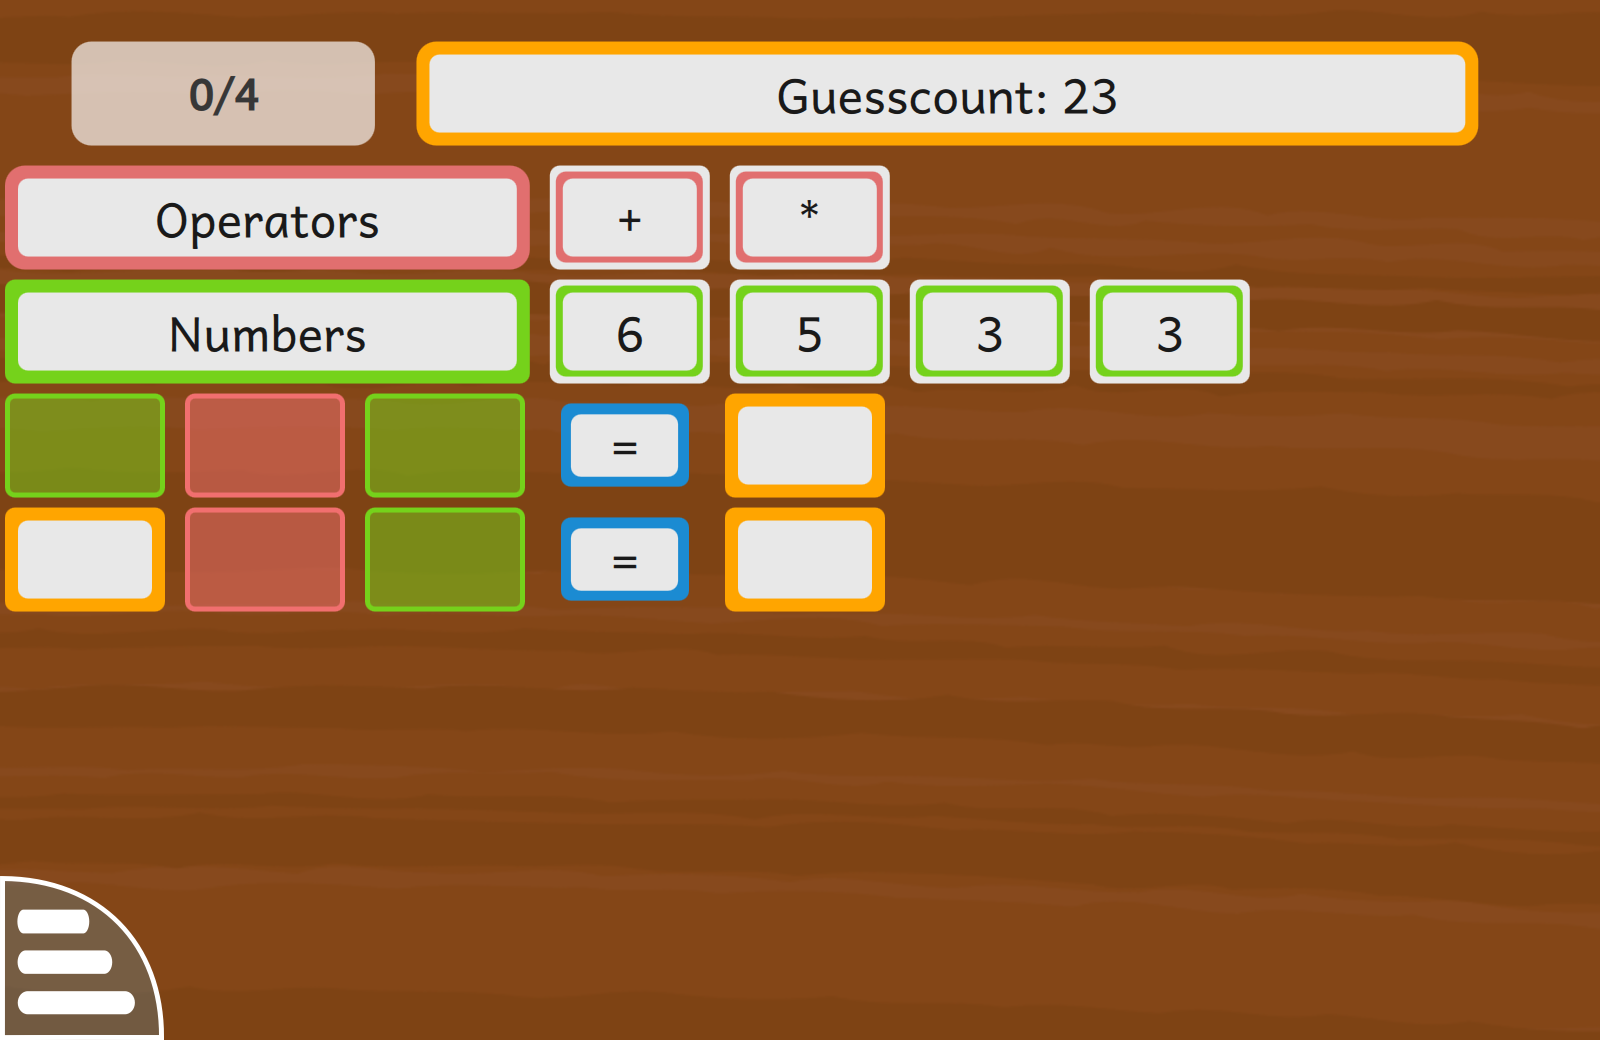 0/4
Guesscount: 23
Operators + *
Numbers 6 5 3 3
=
=